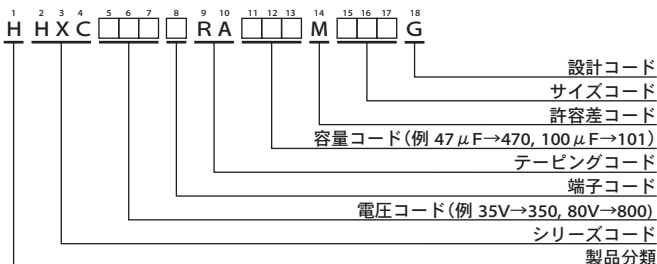 1 2 3 4 5 6 7 8 9 10 11 12 13 14 15 16 17 18
H HXC□□□ □ RA□□□ M □□□ G
設計コード
サイズコード
許容差コード
容量コード(例 47μF→470, 100μF→101)
テーピングコード
端子コード
電圧コード(例 35V→350, 80V→800)
シリーズコード
製品分類